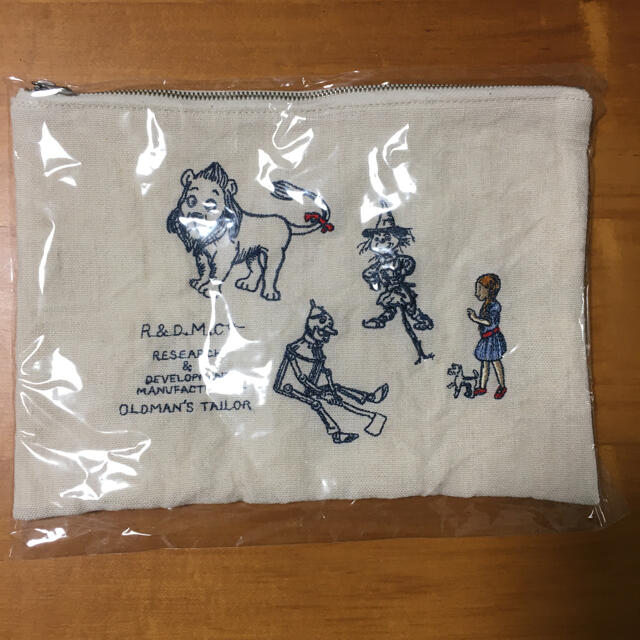 R.&D.M.Co-
RESEARCH
&
DEVELOPMENT
MANUFACT
OLDMAN'S TAILOR